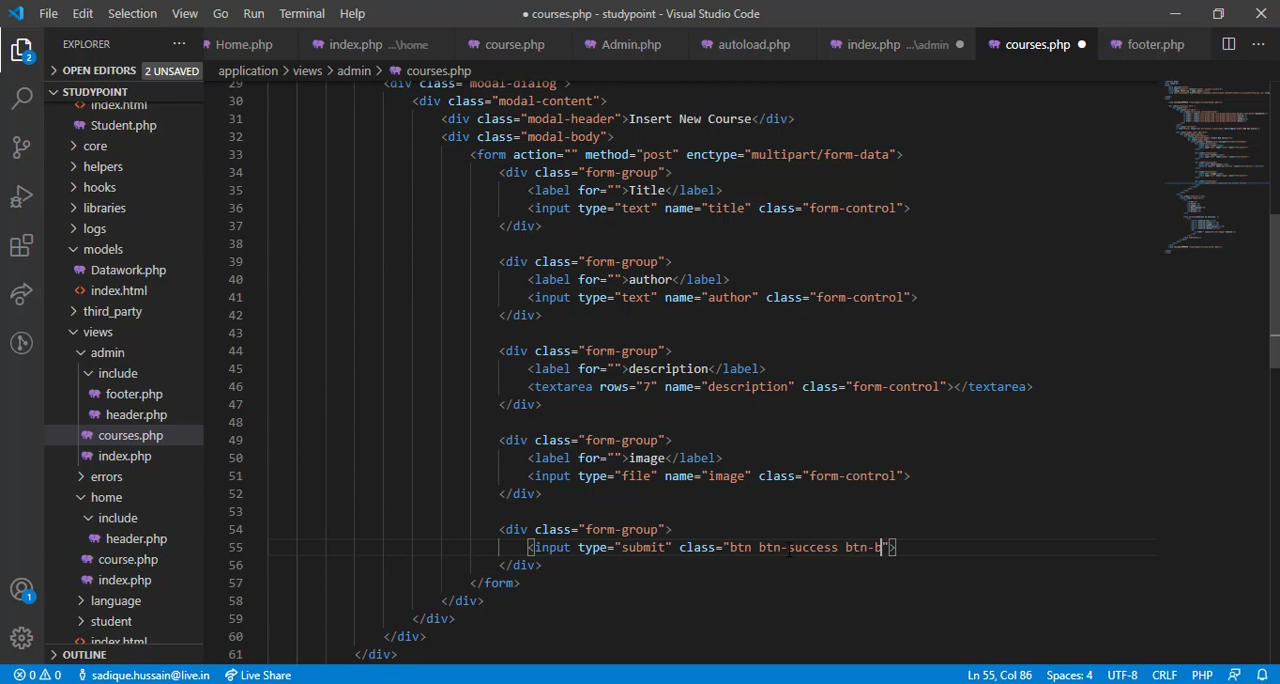 File Edit Selection View Go Run Terminal Help ● courses.php - studypoint - Visual Studio Code
EXPLORER ··· Home.php index.php ...\home course.php Admin.php autoload.php index.php ...\admin ● courses.php ● footer.php ···
OPEN EDITORS 2 UNSAVED application > views > admin > courses.php
STUDYPOINT
index.html
Student.php
core
helpers
hooks
libraries
logs
models
Datawork.php
index.html
third_party
views
admin
include
footer.php
header.php
courses.php
index.php
errors
home
include
header.php
course.php
index.php
language
student
index.html
OUTLINE
2
1
29 <div class="modal-dialog">
30 <div class="modal-content">
31 <div class="modal-header">Insert New Course</div>
32 <div class="modal-body">
33 <form action="" method="post" enctype="multipart/form-data">
34 <div class="form-group">
35 <label for="">Title</label>
36 <input type="text" name="title" class="form-control">
37 </div>
38
39 <div class="form-group">
40 <label for="">author</label>
41 <input type="text" name="author" class="form-control">
42 </div>
43
44 <div class="form-group">
45 <label for="">description</label>
46 <textarea rows="7" name="description" class="form-control"></textarea>
47 </div>
48
49 <div class="form-group">
50 <label for="">image</label>
51 <input type="file" name="image" class="form-control">
52 </div>
53
54 <div class="form-group">
55 <input type="submit" class="btn btn-success btn-b">
56 </div>
57 </form>
58 </div>
59 </div>
60 </div>
61 </div>
0 0 sadique.hussain@live.in Live Share Ln 55, Col 86 Spaces: 4 UTF-8 CRLF PHP